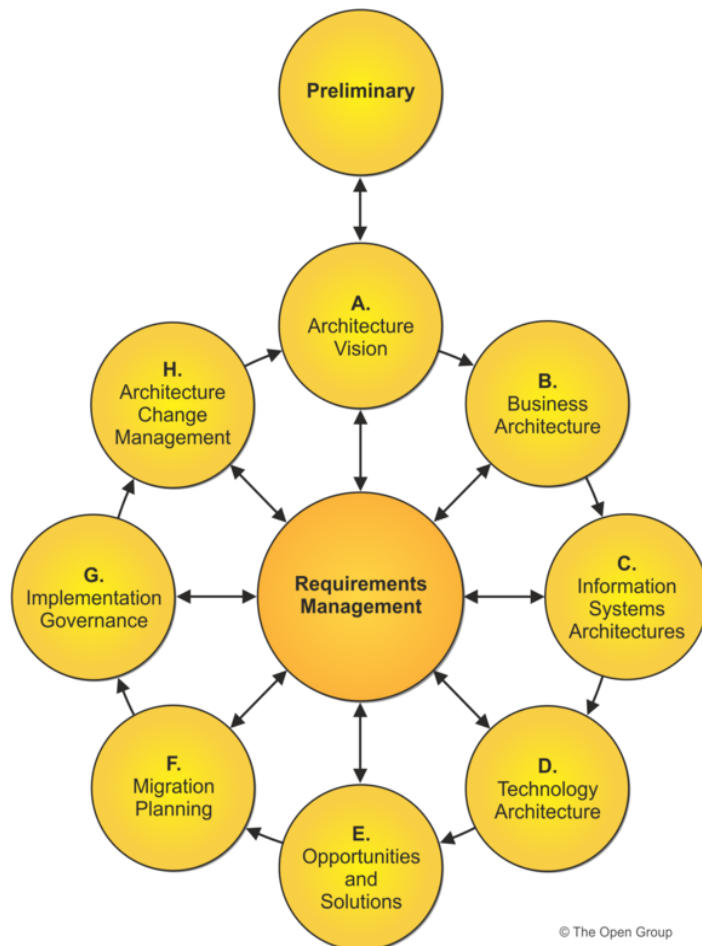 Preliminary
A.
Architecture
Vision
B.
Business
Architecture
C.
Information
Systems
Architectures
D.
Technology
Architecture
E.
Opportunities
and
Solutions
F.
Migration
Planning
G.
Implementation
Governance
H.
Architecture
Change
Management
Requirements
Management
© The Open Group